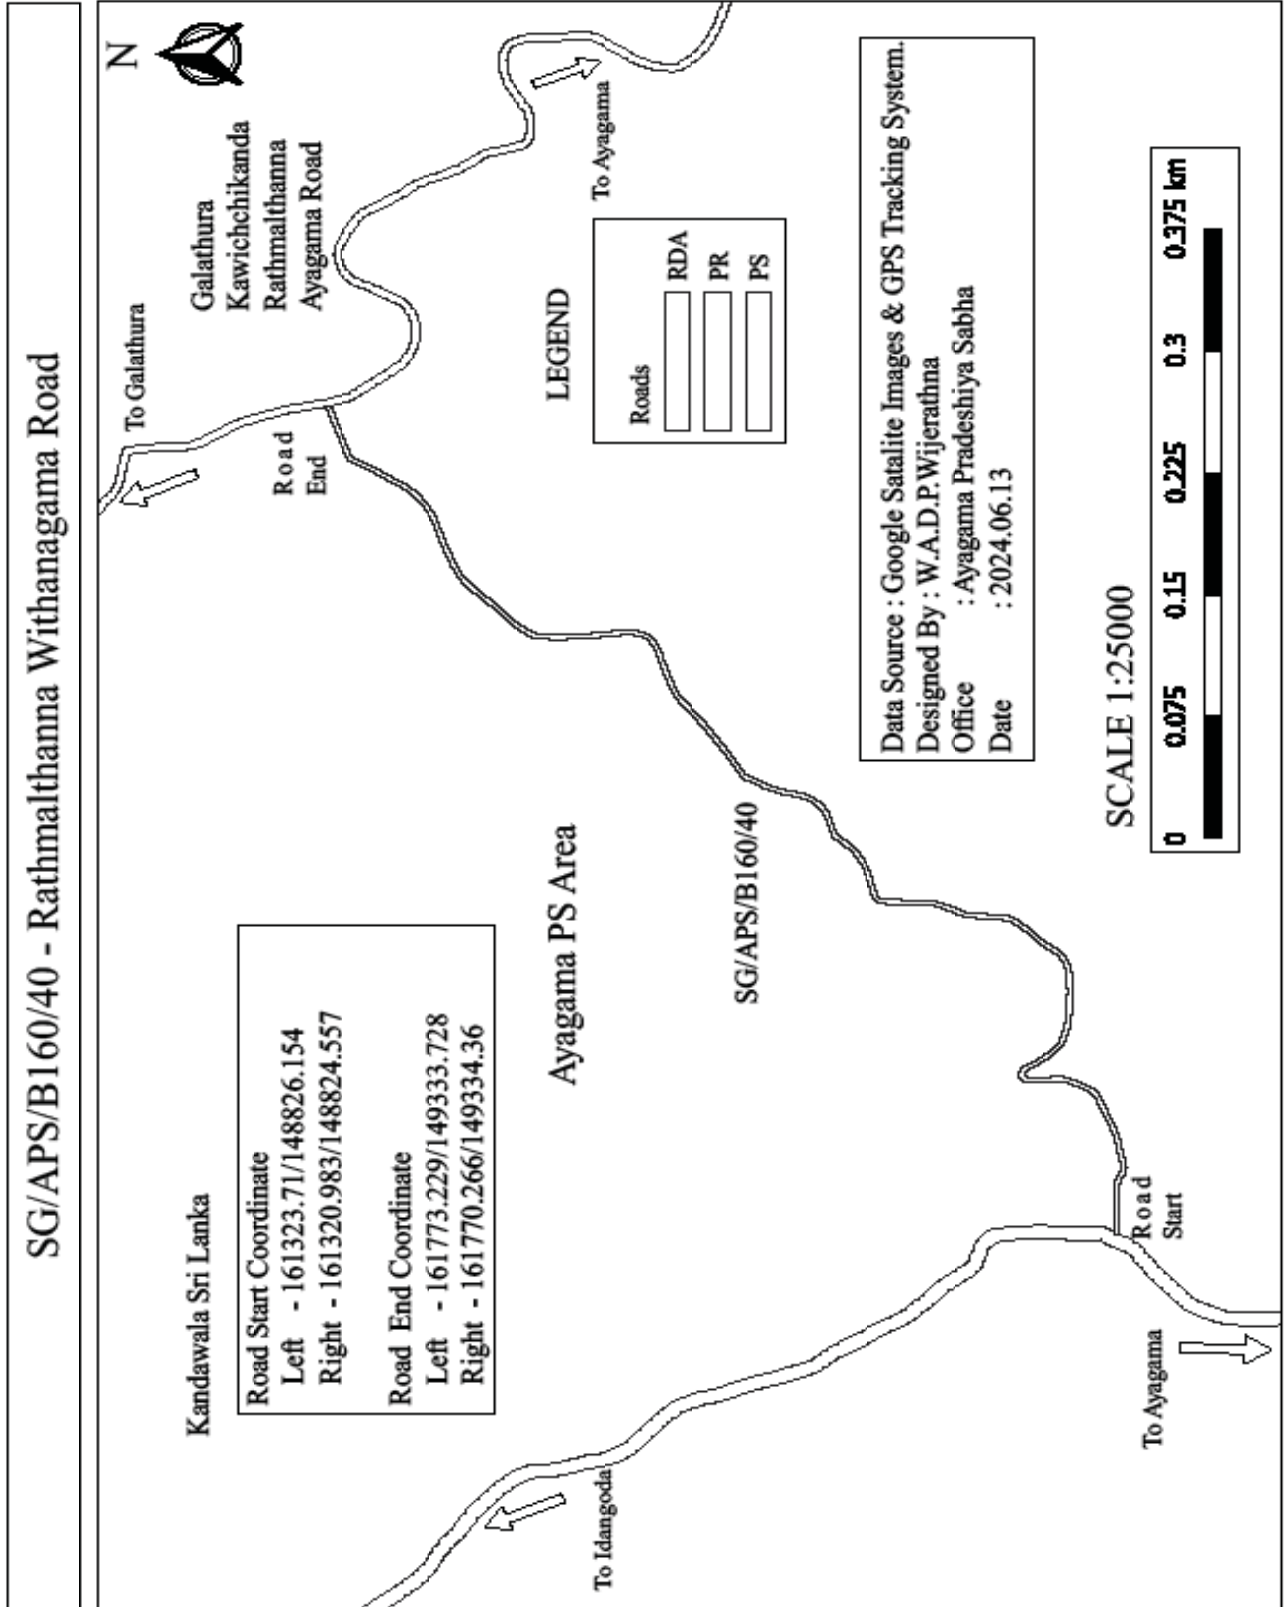 SG/APS/B160/40 - Rathmalthanna Withanagama Road
N
To Galathura
Galathura
Kawichchikanda
Rathmalthanna
Ayagama Road
Road
End
To Ayagama
Kandawala Sri Lanka
Road Start Coordinate
Left - 161323.71/148826.154
Right - 161320.983/148824.557
Road End Coordinate
Left - 161773.229/149333.728
Right - 161770.266/149334.36
Ayagama PS Area
SG/APS/B160/40
LEGEND
Roads
RDA
PR
PS
To Idangoda
Data Source : Google Satalite Images & GPS Tracking System.
Designed By : W.A.D.P.Wijerathna
Office : Ayagama Pradeshiya Sabha
Date : 2024.06.13
Road
Start
To Ayagama
SCALE 1:25000
0 0.075 0.15 0.225 0.3 0.375 km